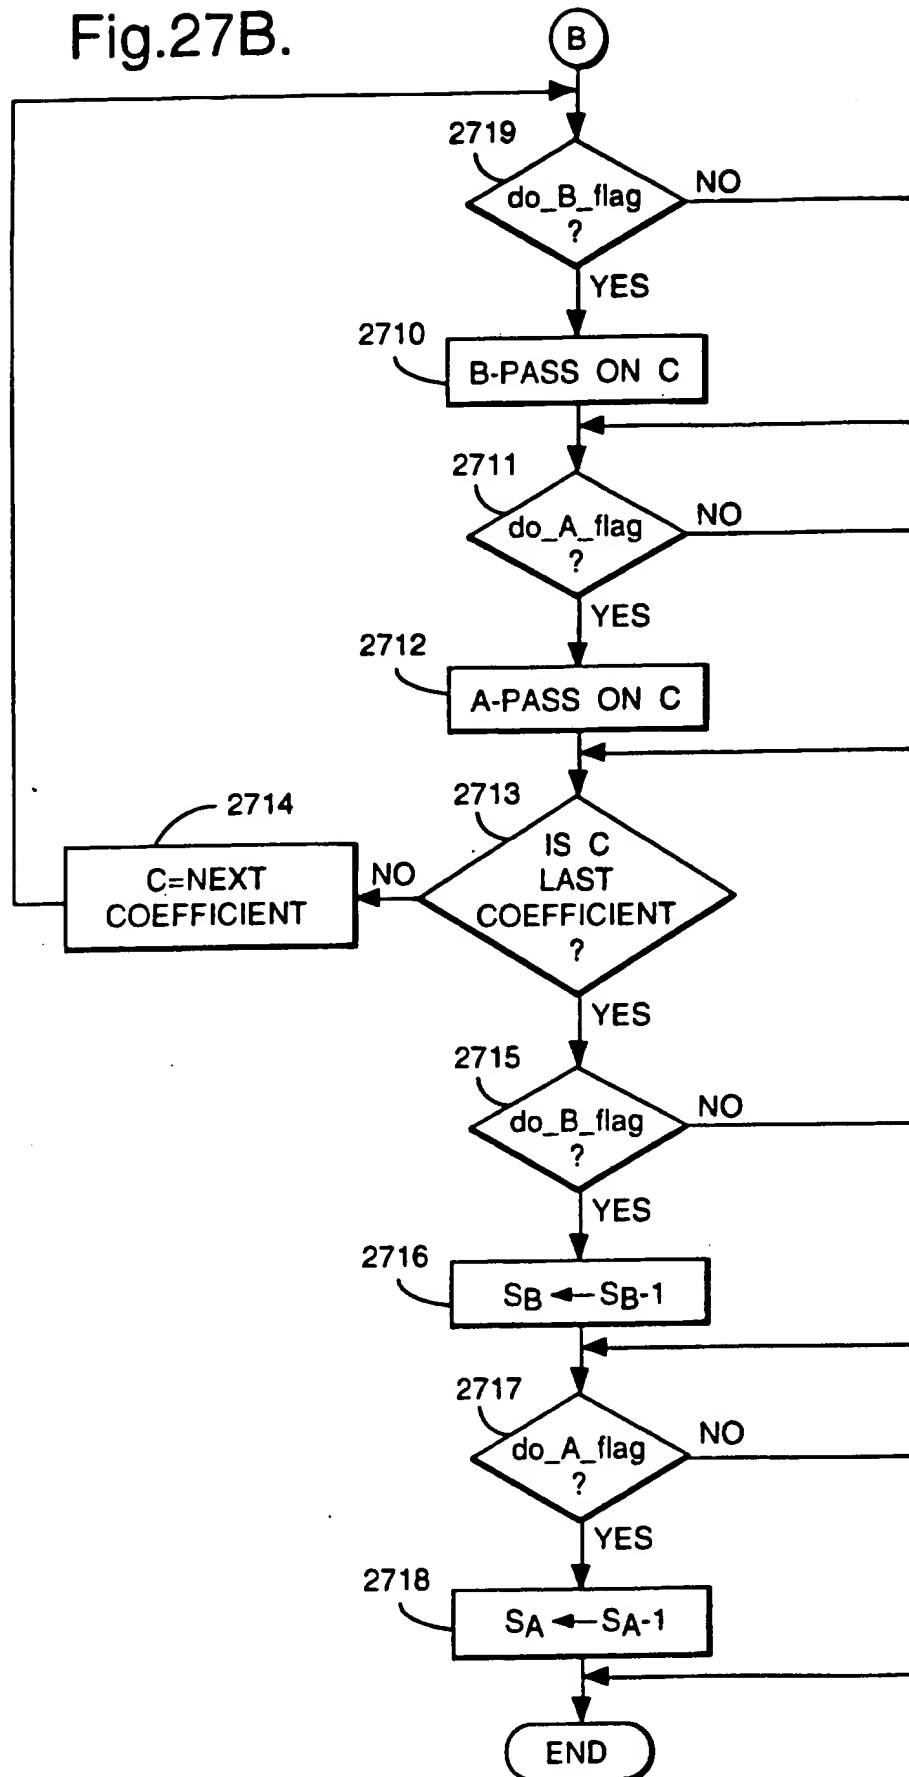 Fig.27B.
B
2719
do_B_flag
?
NO
YES
2710
B-PASS ON C
2711
do_A_flag
?
NO
YES
2712
A-PASS ON C
2713
IS C
LAST
COEFFICIENT
?
NO
2714
C=NEXT
COEFFICIENT
YES
2715
do_B_flag
?
NO
YES
2716
SB ← SB-1
2717
do_A_flag
?
NO
YES
2718
SA ← SA-1
END